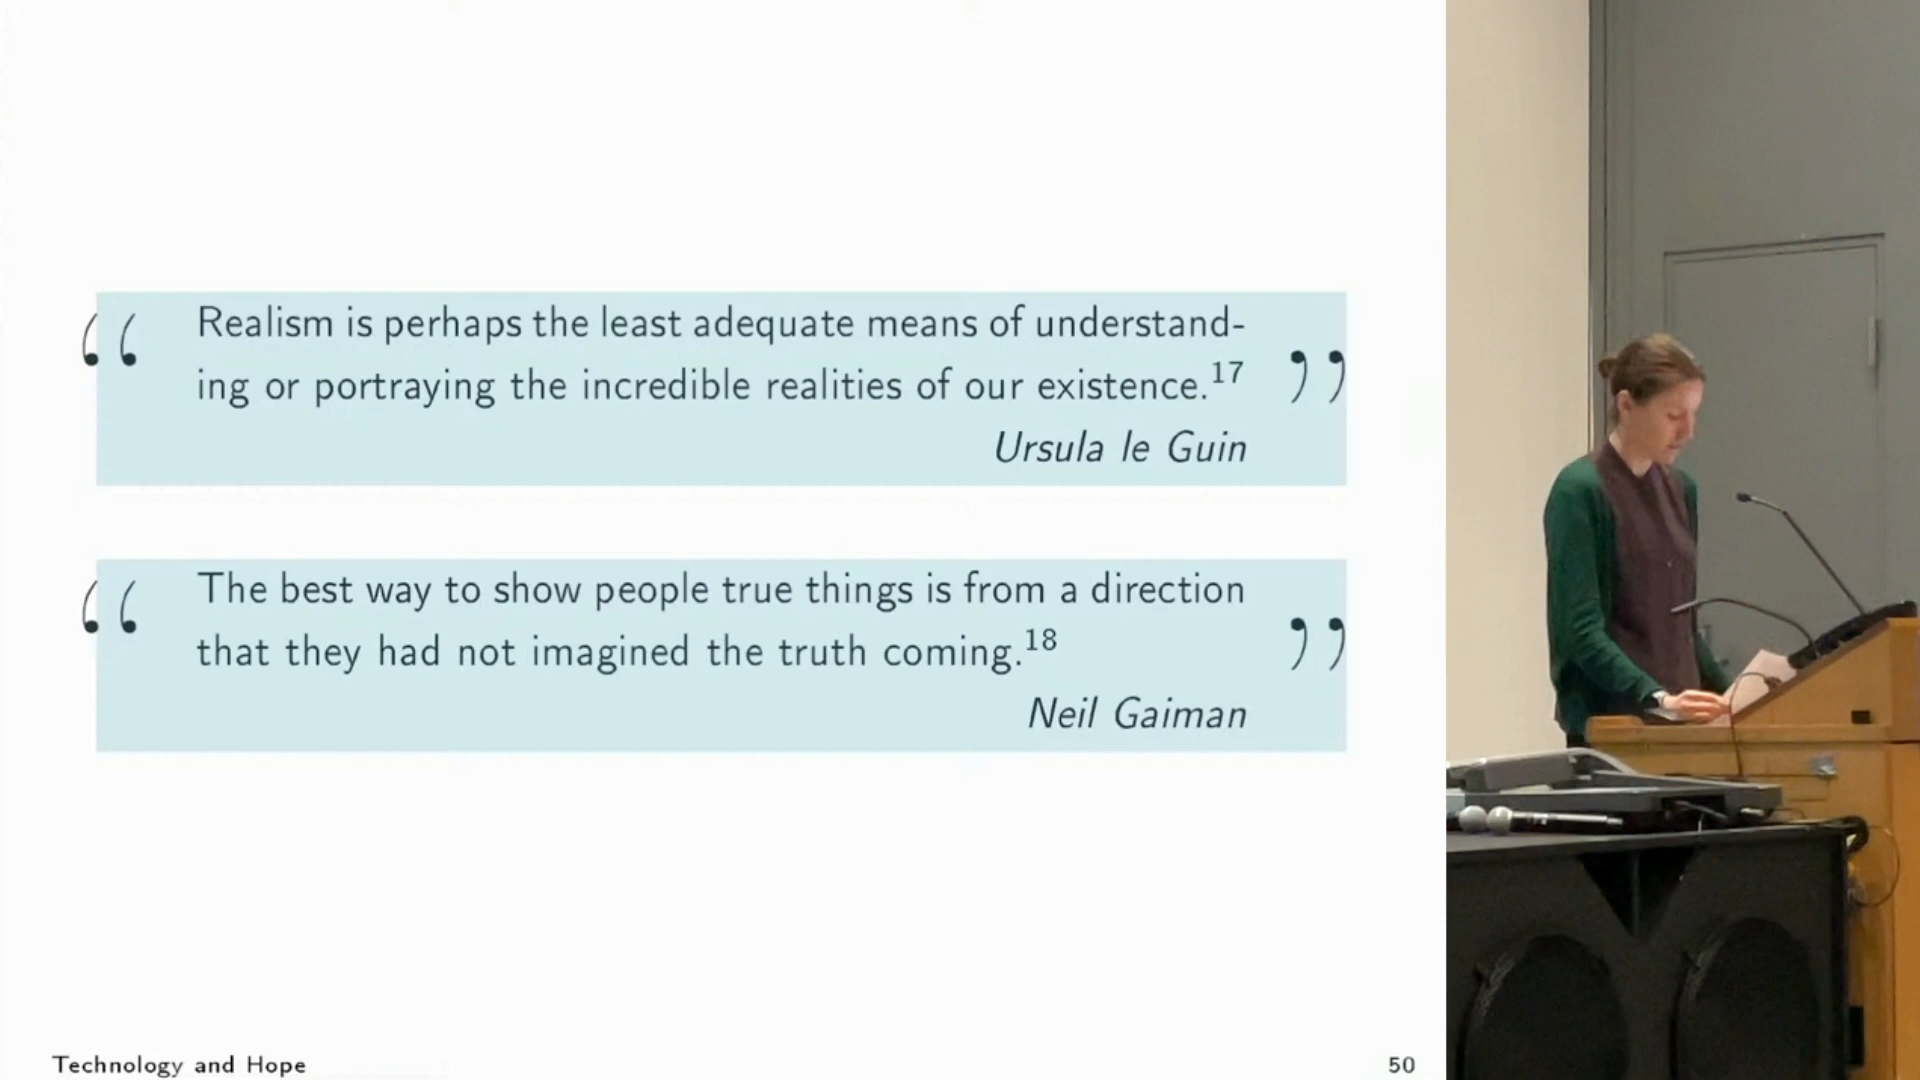 “ Realism is perhaps the least adequate means of understand-
ing or portraying the incredible realities of our existence.17 ”
Ursula le Guin
“ The best way to show people true things is from a direction
that they had not imagined the truth coming.18 ”
Neil Gaiman
Technology and Hope
50